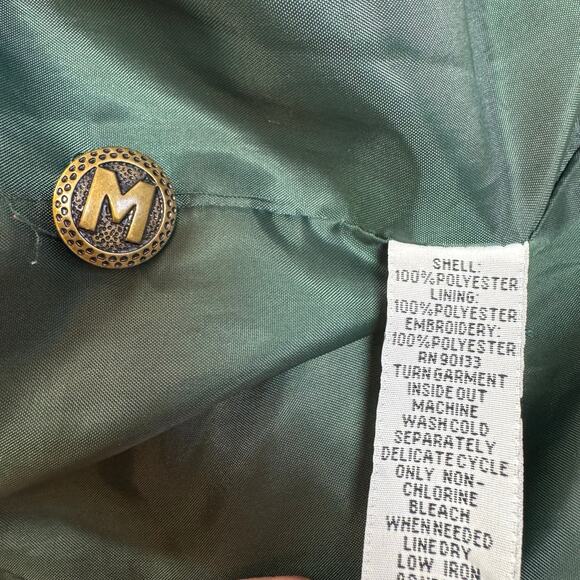 M
SHELL:
100%POLYESTER
LINING:
100%POLYESTER
EMBROIDERY:
100%POLYESTER
RN 90133
TURN GARMENT
INSIDE OUT
MACHINE
WASH COLD
SEPARATELY
DELICATE CYCLE
ONLY NON-
CHLORINE
BLEACH
WHEN NEEDED
LINE DRY
LOW IRON